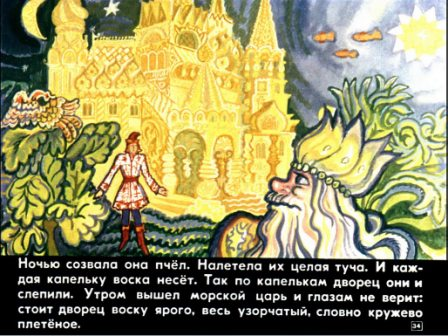 Ночью созвала она пчёл. Налетела их целая туча. И каж-
дая капельку воска несёт. Так по капелькам дворец они и
слепили. Утром вышел морской царь и глазам не верит:
стоит дворец воску ярого, весь узорчатый, словно кружево
плетёное.
34